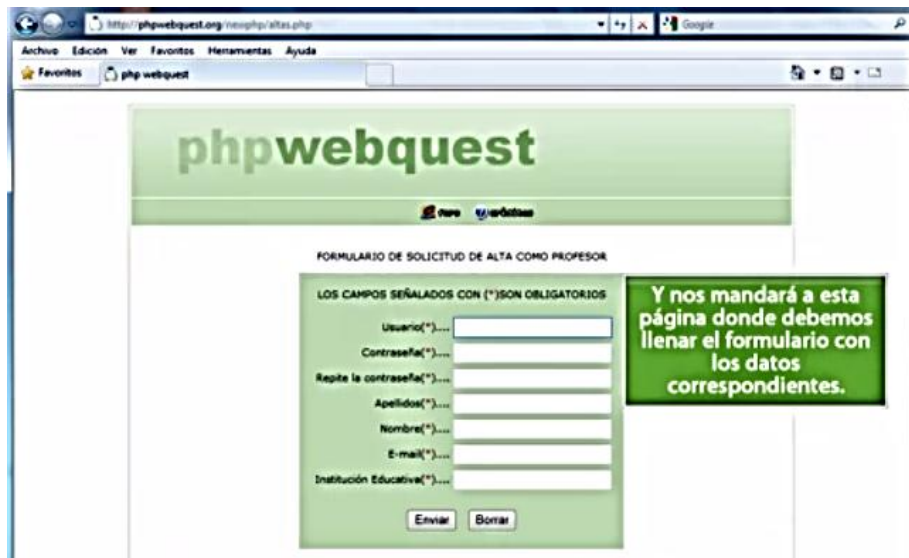 http://phpwebquest.org/newphp/altas.php
Google
Archivo Edición Ver Favoritos Herramientas Ayuda
Favoritos php webquest
phpwebquest
FORMULARIO DE SOLICITUD DE ALTA COMO PROFESOR
LOS CAMPOS SEÑALADOS CON (*)SON OBLIGATORIOS
Usuario(*)....
Contraseña(*)....
Repite la contraseña(*)....
Apellidos(*)....
Nombre(*)....
E-mail(*)....
Institución Educativa(*)....
Enviar Borrar
Y nos mandará a esta
página donde debemos
llenar el formulario con
los datos
correspondientes.